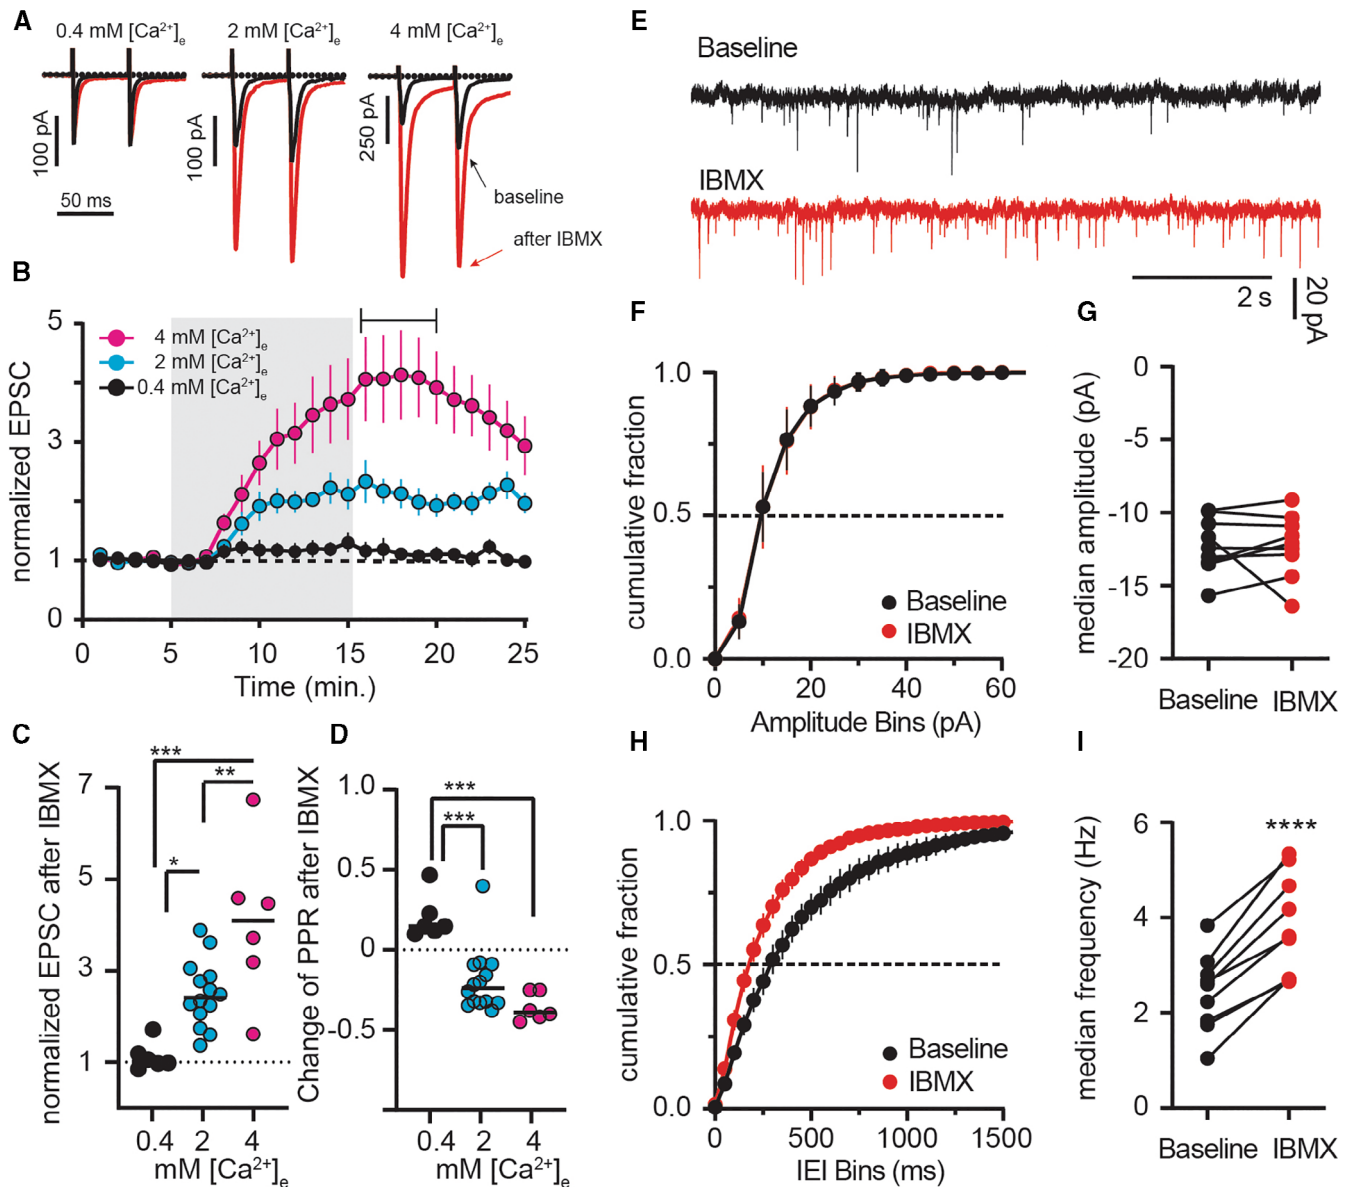 A
0.4 mM [Ca²⁺]ₑ
2 mM [Ca²⁺]ₑ
4 mM [Ca²⁺]ₑ
100 pA
100 pA
250 pA
50 ms
baseline
after IBMX
B
normalized EPSC
5
3
1
0
4 mM [Ca²⁺]ₑ
2 mM [Ca²⁺]ₑ
0.4 mM [Ca²⁺]ₑ
0 5 10 15 20 25
Time (min.)
C
normalized EPSC after IBMX
7
5
3
1
***
**
*
0.4 2 4
mM [Ca²⁺]ₑ
D
Change of PPR after IBMX
1.0
0.5
0
-0.5
***
***
0.4 2 4
mM [Ca²⁺]ₑ
E
Baseline
IBMX
2 s
20 pA
F
cumulative fraction
1.0
0.5
0.0
Baseline
IBMX
0 20 40 60
Amplitude Bins (pA)
G
median amplitude (pA)
0
-5
-10
-15
-20
Baseline IBMX
H
cumulative fraction
1.0
0.5
0.0
Baseline
IBMX
0 500 1000 1500
IEI Bins (ms)
I
median frequency (Hz)
6
4
2
0
****
Baseline IBMX